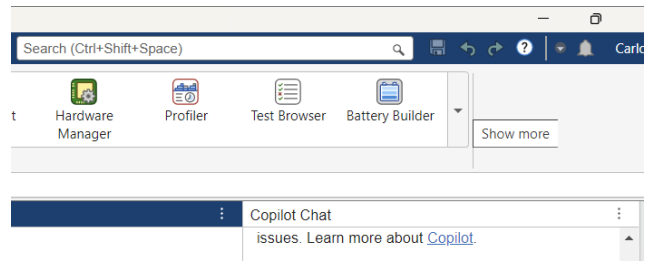 Search (Ctrl+Shift+Space)
?
Carlo
t
Hardware
Manager
Profiler
Test Browser
Battery Builder
Show more
Copilot Chat
issues. Learn more about Copilot.